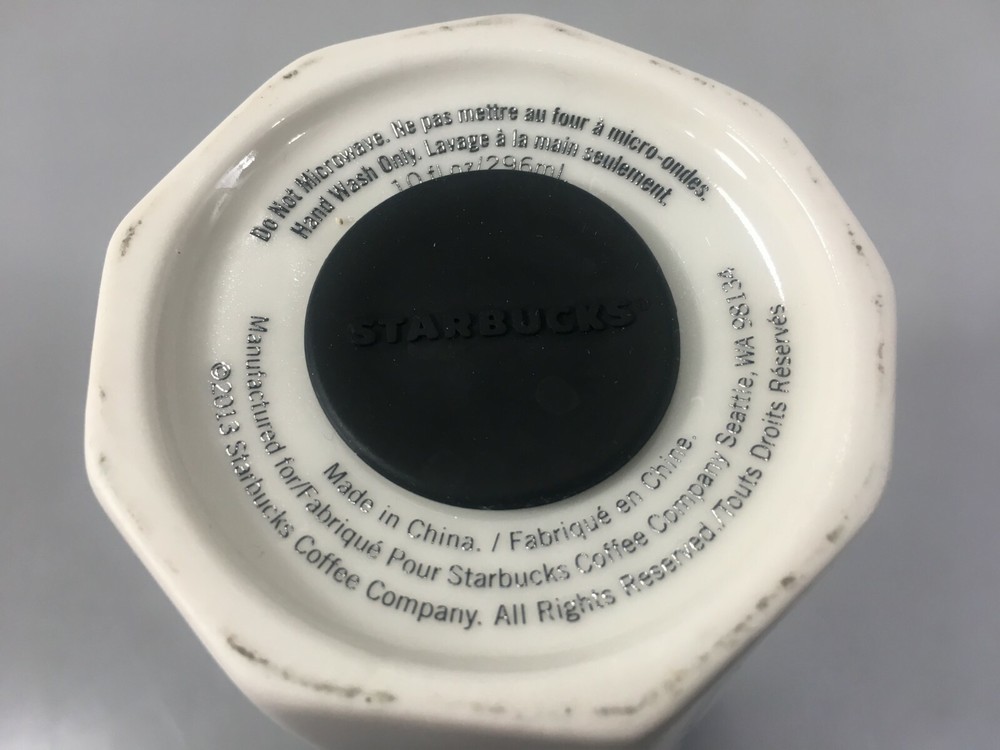 Do Not Microwave. Ne pas mettre au four à micro-ondes.
Hand Wash Only. Lavage à la main seulement.
10 fl oz/296ml
STARBUCKS
Made in China. / Fabriqué en Chine.
Manufactured for/Fabriqué Pour Starbucks Coffee Company Seattle, WA 98134
©2013 Starbucks Coffee Company. All Rights Reserved./Touts Droits Réservés